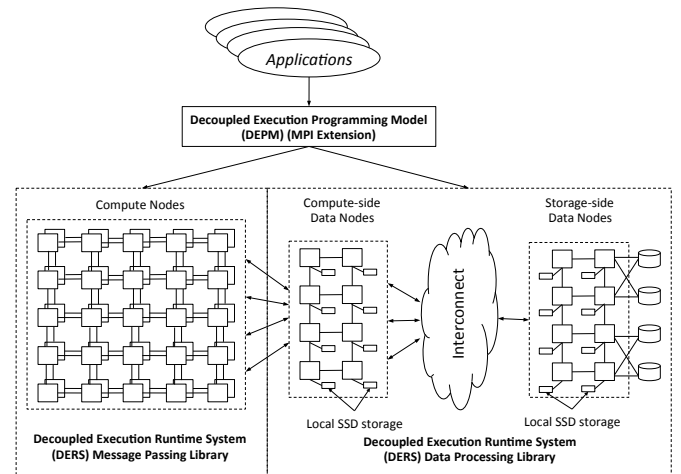 Applications
Decoupled Execution Programming Model
(DEPM) (MPI Extension)
Compute Nodes
Compute-side
Data Nodes
Storage-side
Data Nodes
Interconnect
Local SSD storage
Local SSD storage
Decoupled Execution Runtime System
(DERS) Message Passing Library
Decoupled Execution Runtime System
(DERS) Data Processing Library